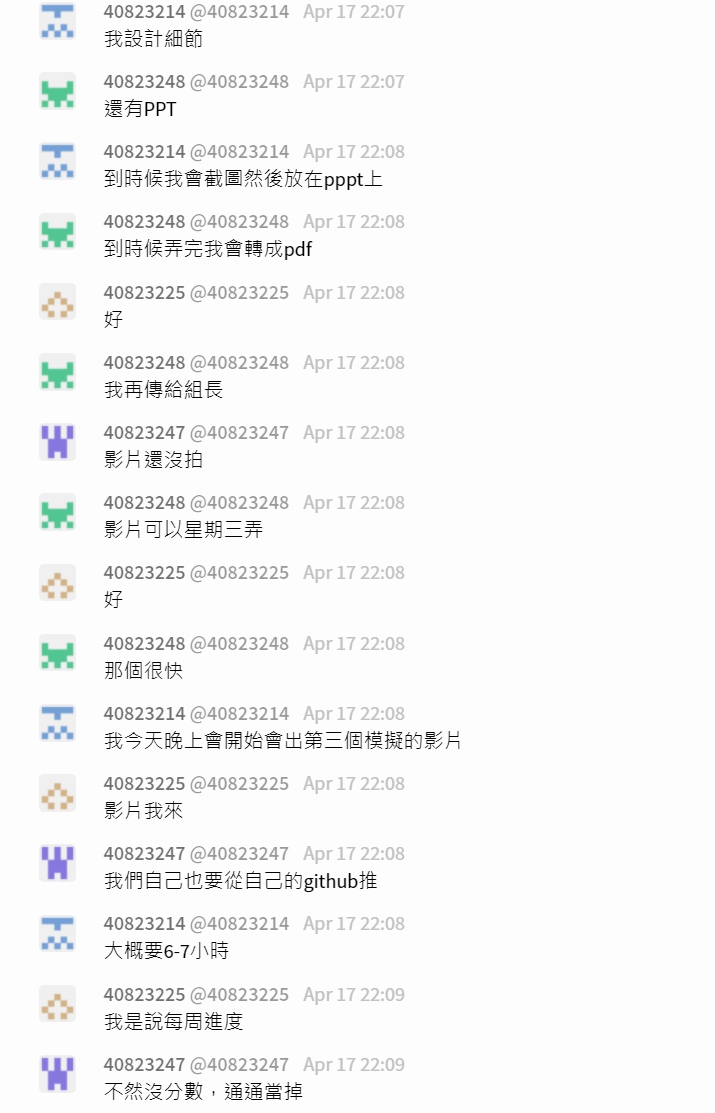 40823214 @40823214 Apr 17 22:07
我設計細節
40823248 @40823248 Apr 17 22:07
還有PPT
40823214 @40823214 Apr 17 22:08
到時候我會截圖然後放在pppt上
40823248 @40823248 Apr 17 22:08
到時候弄完我會轉成pdf
40823225 @40823225 Apr 17 22:08
好
40823248 @40823248 Apr 17 22:08
我再傳給組長
40823247 @40823247 Apr 17 22:08
影片還沒拍
40823248 @40823248 Apr 17 22:08
影片可以星期三弄
40823225 @40823225 Apr 17 22:08
好
40823248 @40823248 Apr 17 22:08
那個很快
40823214 @40823214 Apr 17 22:08
我今天晚上會開始會出第三個模擬的影片
40823225 @40823225 Apr 17 22:08
影片我來
40823247 @40823247 Apr 17 22:08
我們自己也要從自己的github推
40823214 @40823214 Apr 17 22:08
大概要6-7小時
40823225 @40823225 Apr 17 22:09
我是說每周進度
40823247 @40823247 Apr 17 22:09
不然沒分數，通通當掉